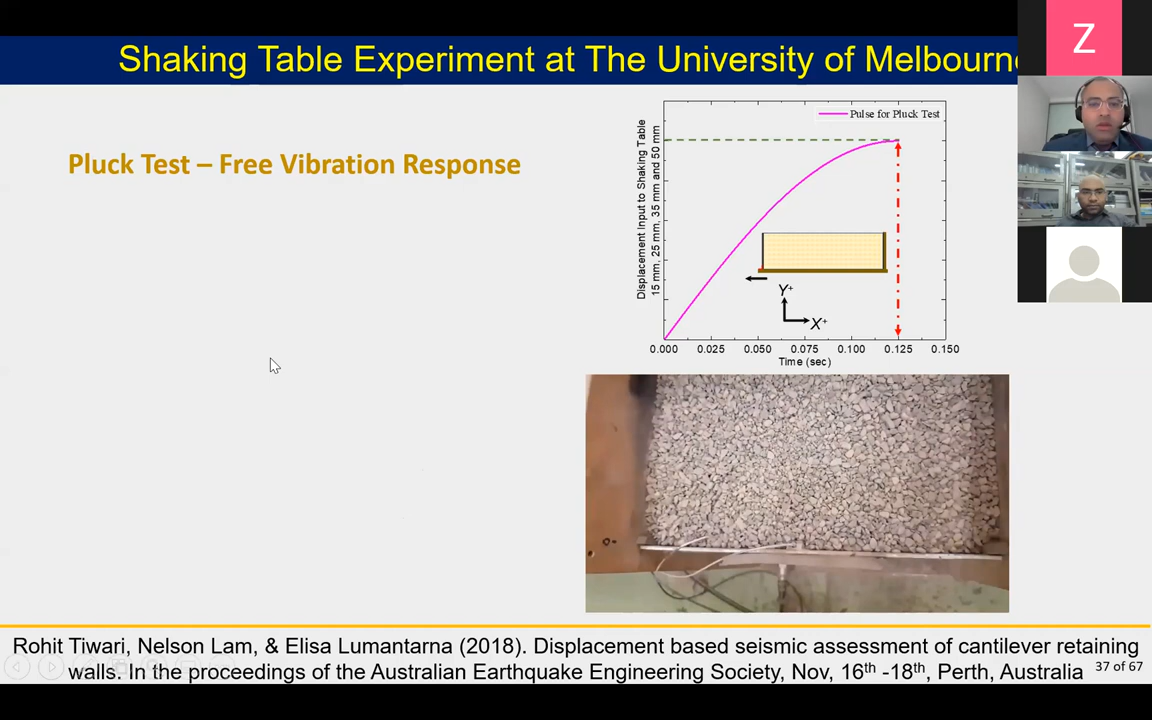 Shaking Table Experiment at The University of Melbourne
Z
Pluck Test – Free Vibration Response
Displacement Input to Shaking Table
15 mm, 25 mm, 35 mm and 50 mm
Pulse for Pluck Test
Y+
X+
0.000 0.025 0.050 0.075 0.100 0.125 0.150
Time (sec)
Rohit Tiwari, Nelson Lam, & Elisa Lumantarna (2018). Displacement based seismic assessment of cantilever retaining
walls. In the proceedings of the Australian Earthquake Engineering Society, Nov, 16th -18th, Perth, Australia
37 of 67